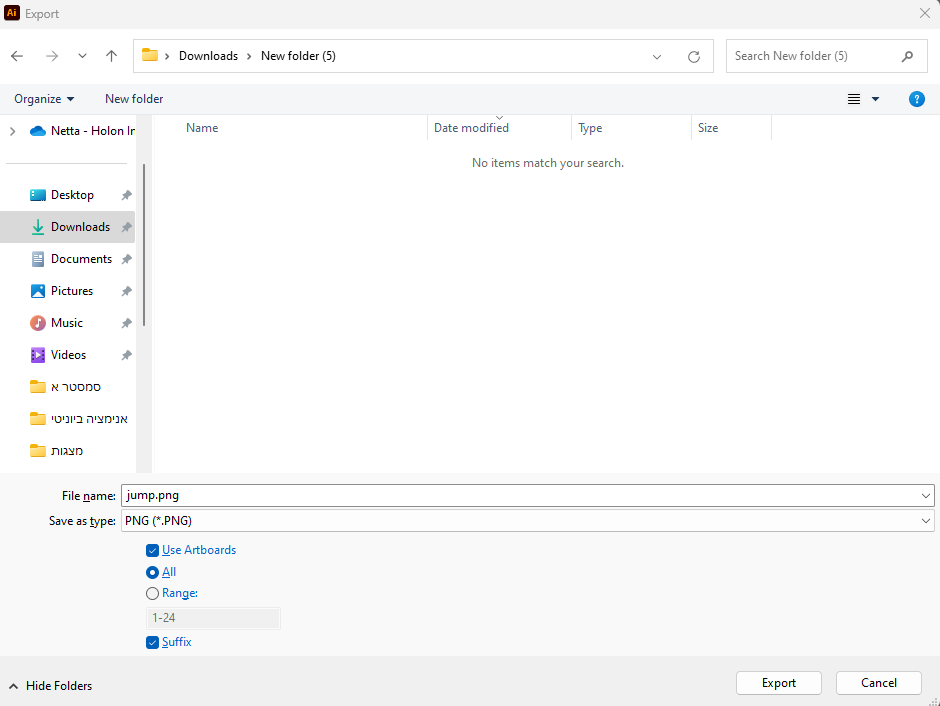 Ai Export
Downloads New folder (5)
Search New folder (5)
Organize New folder
?
Netta - Holon In
Name Date modified Type Size
No items match your search.
Desktop
Downloads
Documents
Pictures
Music
Videos
סמסטר א
אנימציה ביוניטי
מצגות
File name: jump.png
Save as type: PNG (*.PNG)
Use Artboards
All
Range:
1-24
Suffix
Hide Folders
Export Cancel